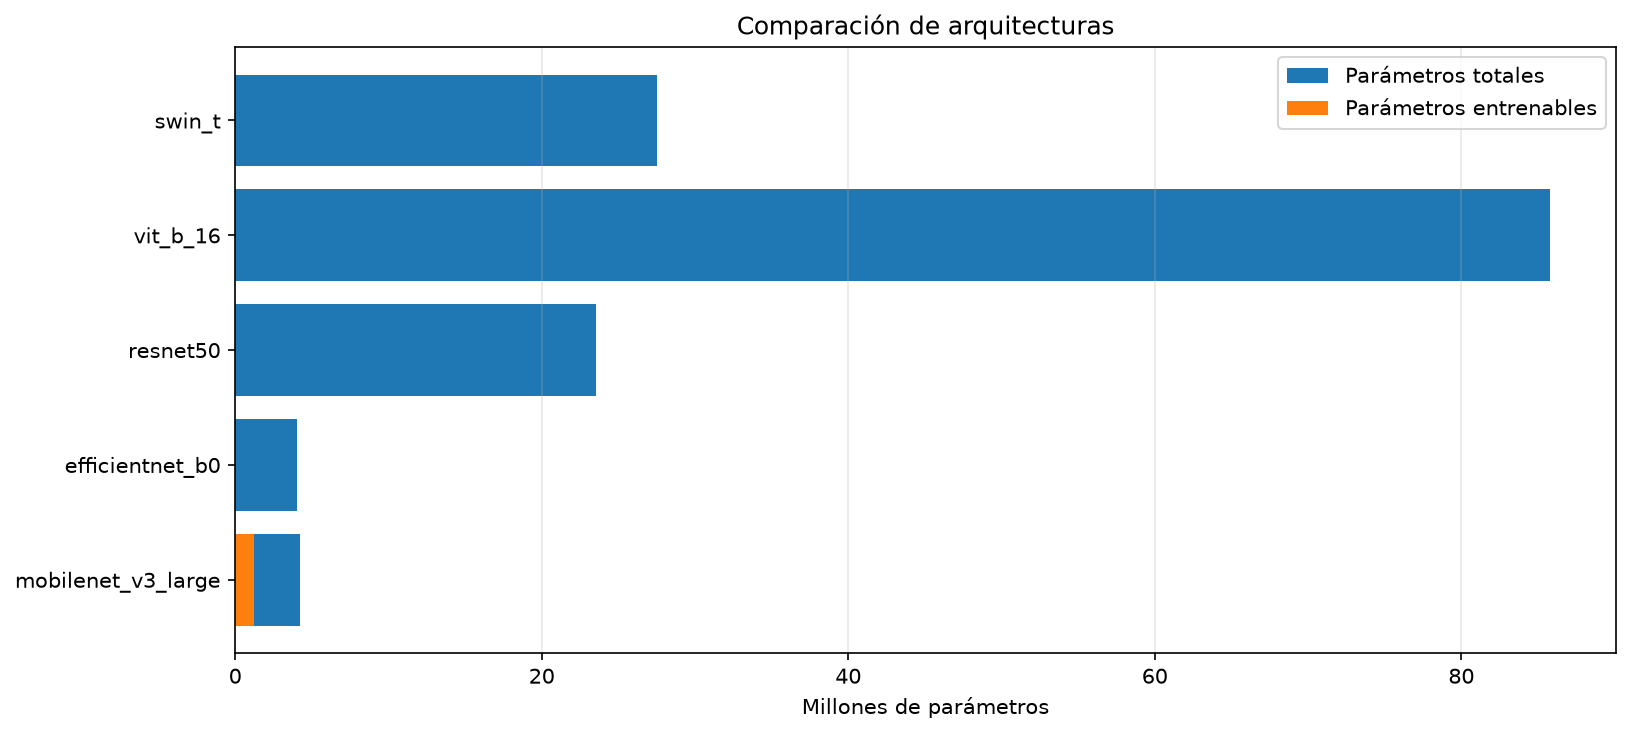 Comparación de arquitecturas
Parámetros totales
Parámetros entrenables
swin_t
vit_b_16
resnet50
efficientnet_b0
mobilenet_v3_large
0 20 40 60 80
Millones de parámetros